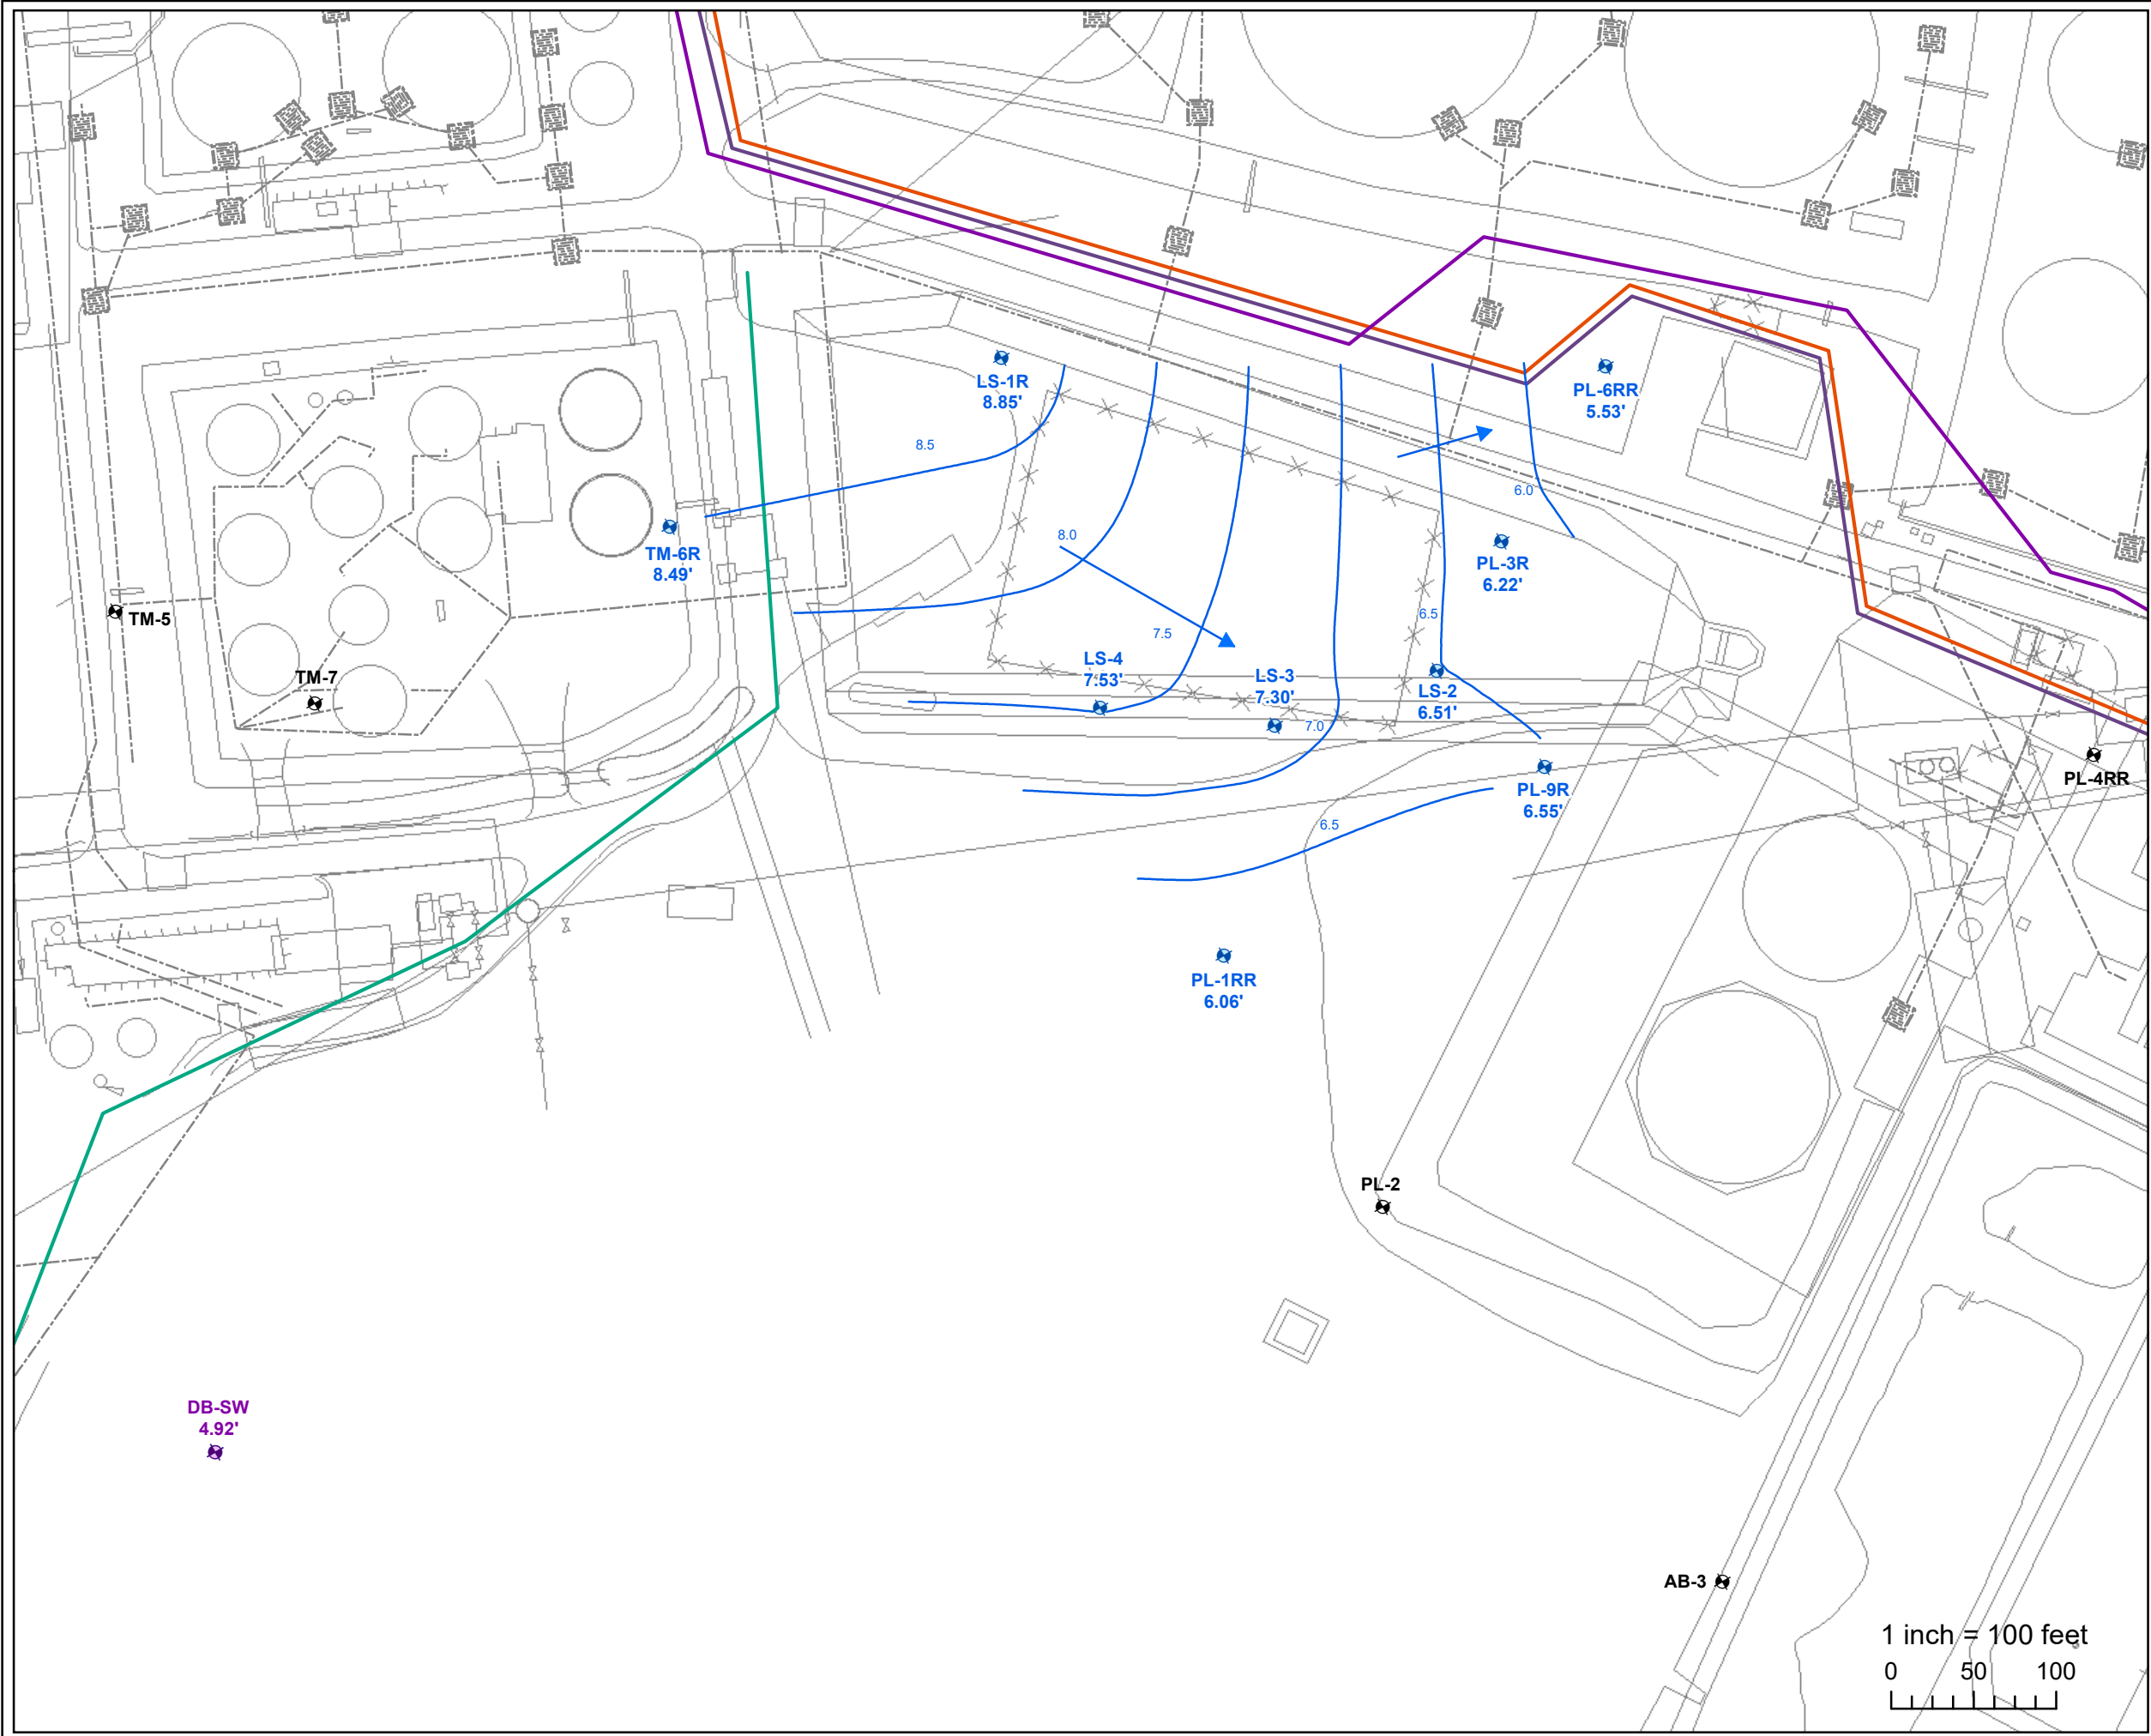 LS-1R
8.85'
PL-6RR
5.53'
8.5
6.0
8.0
TM-6R
8.49'
PL-3R
6.22'
TM-5
6.5
7.5
LS-4
7.53'
LS-3
7.30'
TM-7
LS-2
6.51'
7.0
PL-4RR
PL-9R
6.55'
6.5
PL-1RR
6.06'
PL-2
DB-SW
4.92'
AB-3
1 inch = 100 feet
0 50 100